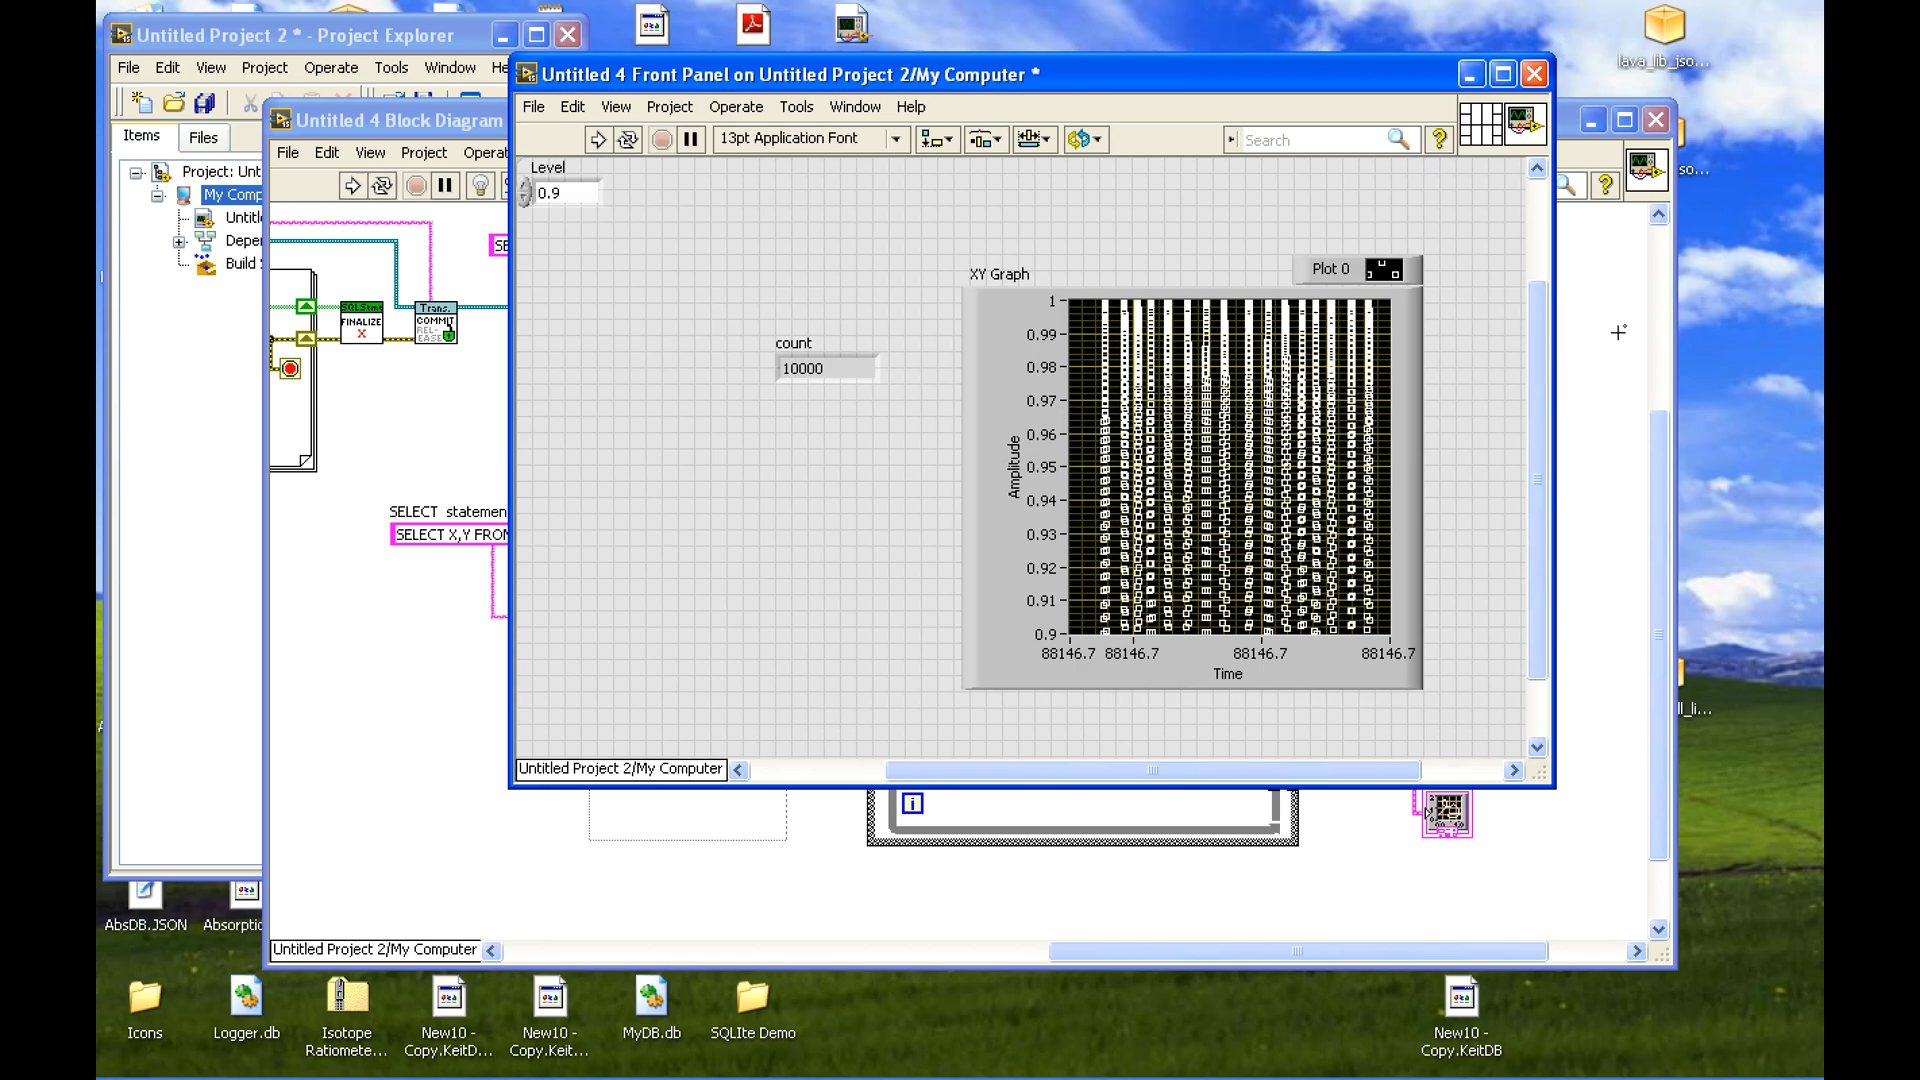 Untitled Project 2 * - Project Explorer
File Edit View Project Operate Tools Window
Items Files
Project:
My Comp
Build
Untitled 4 Block Diagram
File Edit View Project
FINALIZE
X
Trans.
COMMIT
SELECT
SELECT X,Y
Untitled Project 2/My Computer
Untitled 4 Front Panel on Untitled Project 2/My Computer *
File Edit View Project Operate Tools Window Help
13pt Application Font
Search
Level
0.9
count
10000
XY Graph
Plot 0
1
0.99
0.98
0.97
0.96
0.95
0.94
0.93
0.92
0.91
0.9
Amplitude
88146.7 88146.7 88146.7 88146.7
Time
Untitled Project 2/My Computer
i
lava_lib_jso...
so...
ll_li...
AbsDB.JSON
Icons
Logger.db
Isotope
Ratiomete...
New10 -
Copy.KeitD...
New10 -
Copy.Keit...
MyDB.db
SQLIte Demo
New10 -
Copy.KeitDB